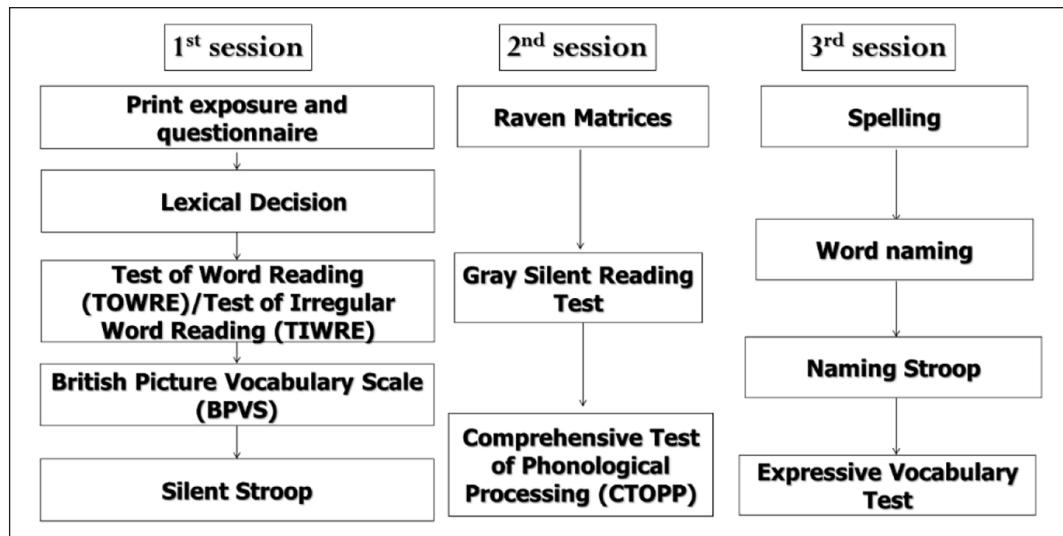 1st session
Print exposure and
questionnaire
Lexical Decision
Test of Word Reading
(TOWRE)/Test of Irregular
Word Reading (TIWRE)
British Picture Vocabulary Scale
(BPVS)
Silent Stroop
2nd session
Raven Matrices
Gray Silent Reading
Test
Comprehensive Test
of Phonological
Processing (CTOPP)
3rd session
Spelling
Word naming
Naming Stroop
Expressive Vocabulary
Test